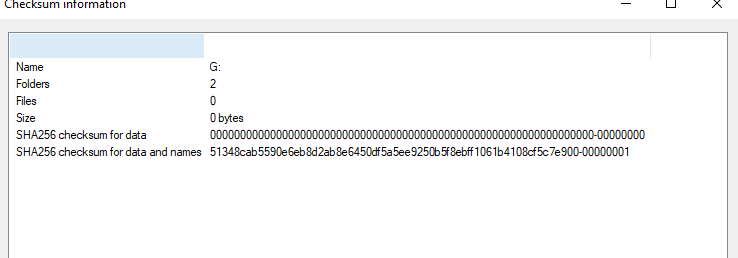 Checksum information
Name G:
Folders 2
Files 0
Size 0 bytes
SHA256 checksum for data 0000000000000000000000000000000000000000000000000000000000000000-00000000
SHA256 checksum for data and names 51348cab5590e6eb8d2ab8e6450df5a5ee9250b5f8ebff1061b4108cf5c7e900-00000001